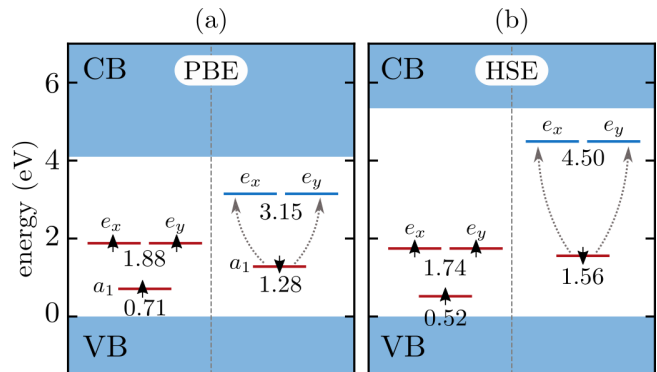 (a)
(b)
energy (eV)
6
4
2
0
CB
PBE
e_x
e_y
3.15
e_x
e_y
1.88
a_1
0.71
a_1
1.28
VB
CB
HSE
e_x
e_y
4.50
e_x
e_y
1.74
0.52
1.56
VB